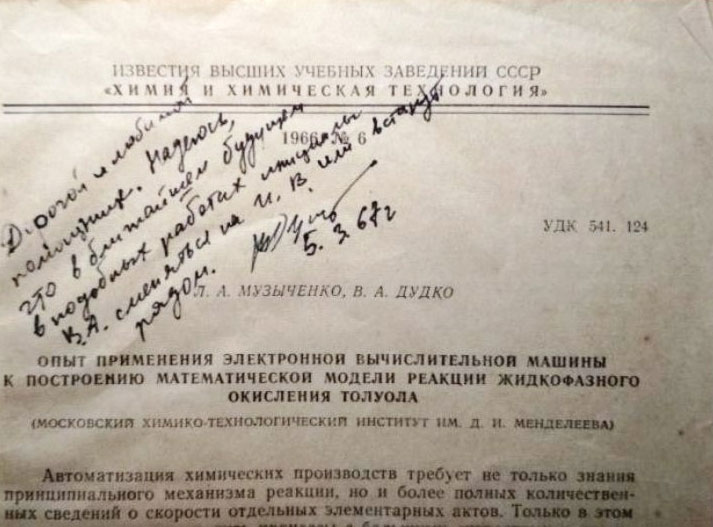 ИЗВЕСТИЯ ВЫСШИХ УЧЕБНЫХ ЗАВЕДЕНИЙ СССР
«ХИМИЯ И ХИМИЧЕСКАЯ ТЕХНОЛОГИЯ»
1966 № 6
Дорогой и любимой
помощнику. Надеюсь,
что в ближайшем будущем
в подобных работах инициалы
В. А. сменяться на И. В. или встанут
рядом.
5. 3. 67 г
УДК 541. 124
Л. А. МУЗЫЧЕНКО, В. А. ДУДКО
ОПЫТ ПРИМЕНЕНИЯ ЭЛЕКТРОННОЙ ВЫЧИСЛИТЕЛЬНОЙ МАШИНЫ
К ПОСТРОЕНИЮ МАТЕМАТИЧЕСКОЙ МОДЕЛИ РЕАКЦИИ ЖИДКОФАЗНОГО
ОКИСЛЕНИЯ ТОЛУОЛА
(МОСКОВСКИЙ ХИМИКО-ТЕХНОЛОГИЧЕСКИЙ ИНСТИТУТ ИМ. Д. И. МЕНДЕЛЕЕВА)
Автоматизация химических производств требует не только знания
принципиального механизма реакции, но и более полных количествен-
ных сведений о скорости отдельных элементарных актов. Только в этом